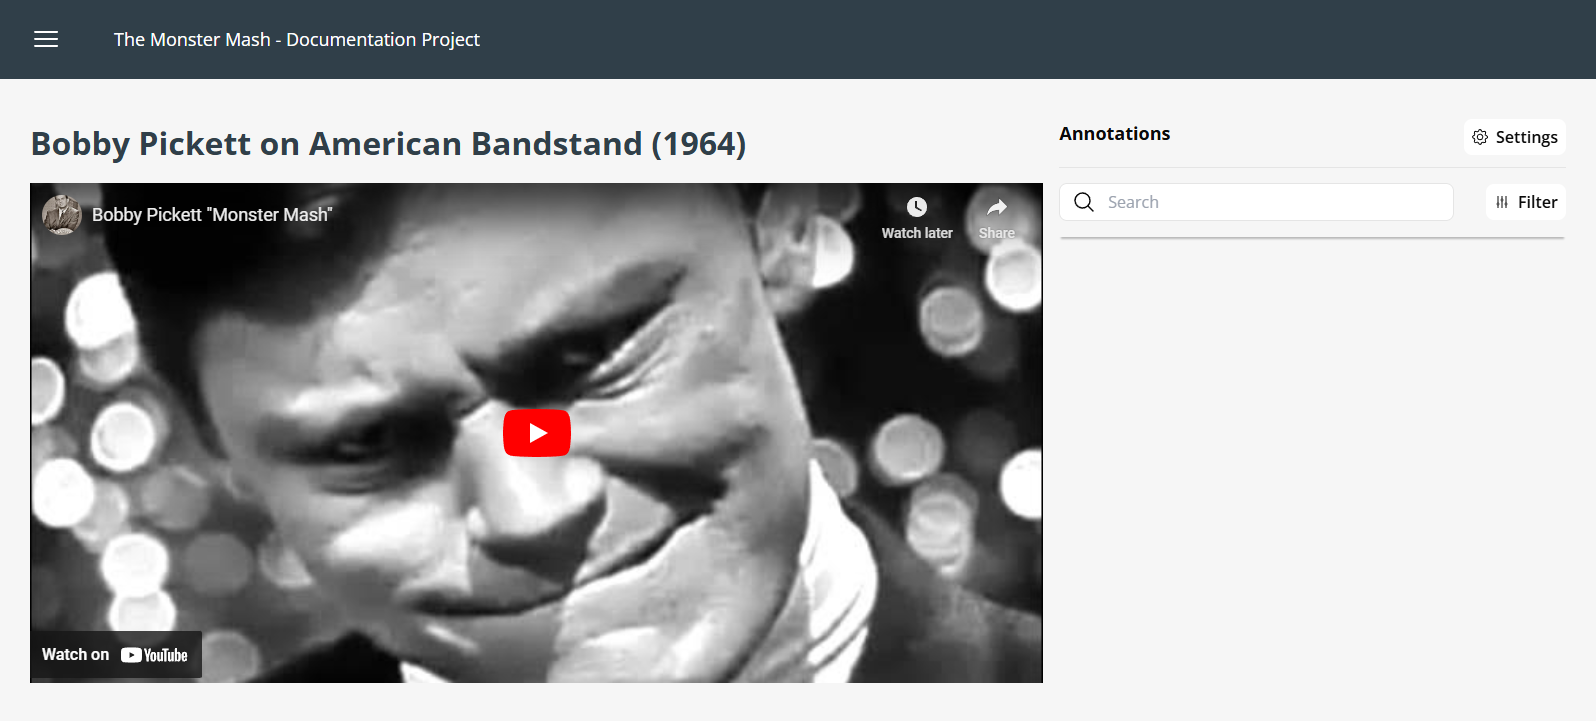 The Monster Mash - Documentation Project
Bobby Pickett on American Bandstand (1964)
Bobby Pickett "Monster Mash"
Watch later
Share
Watch on YouTube
Annotations
Settings
Search
Filter